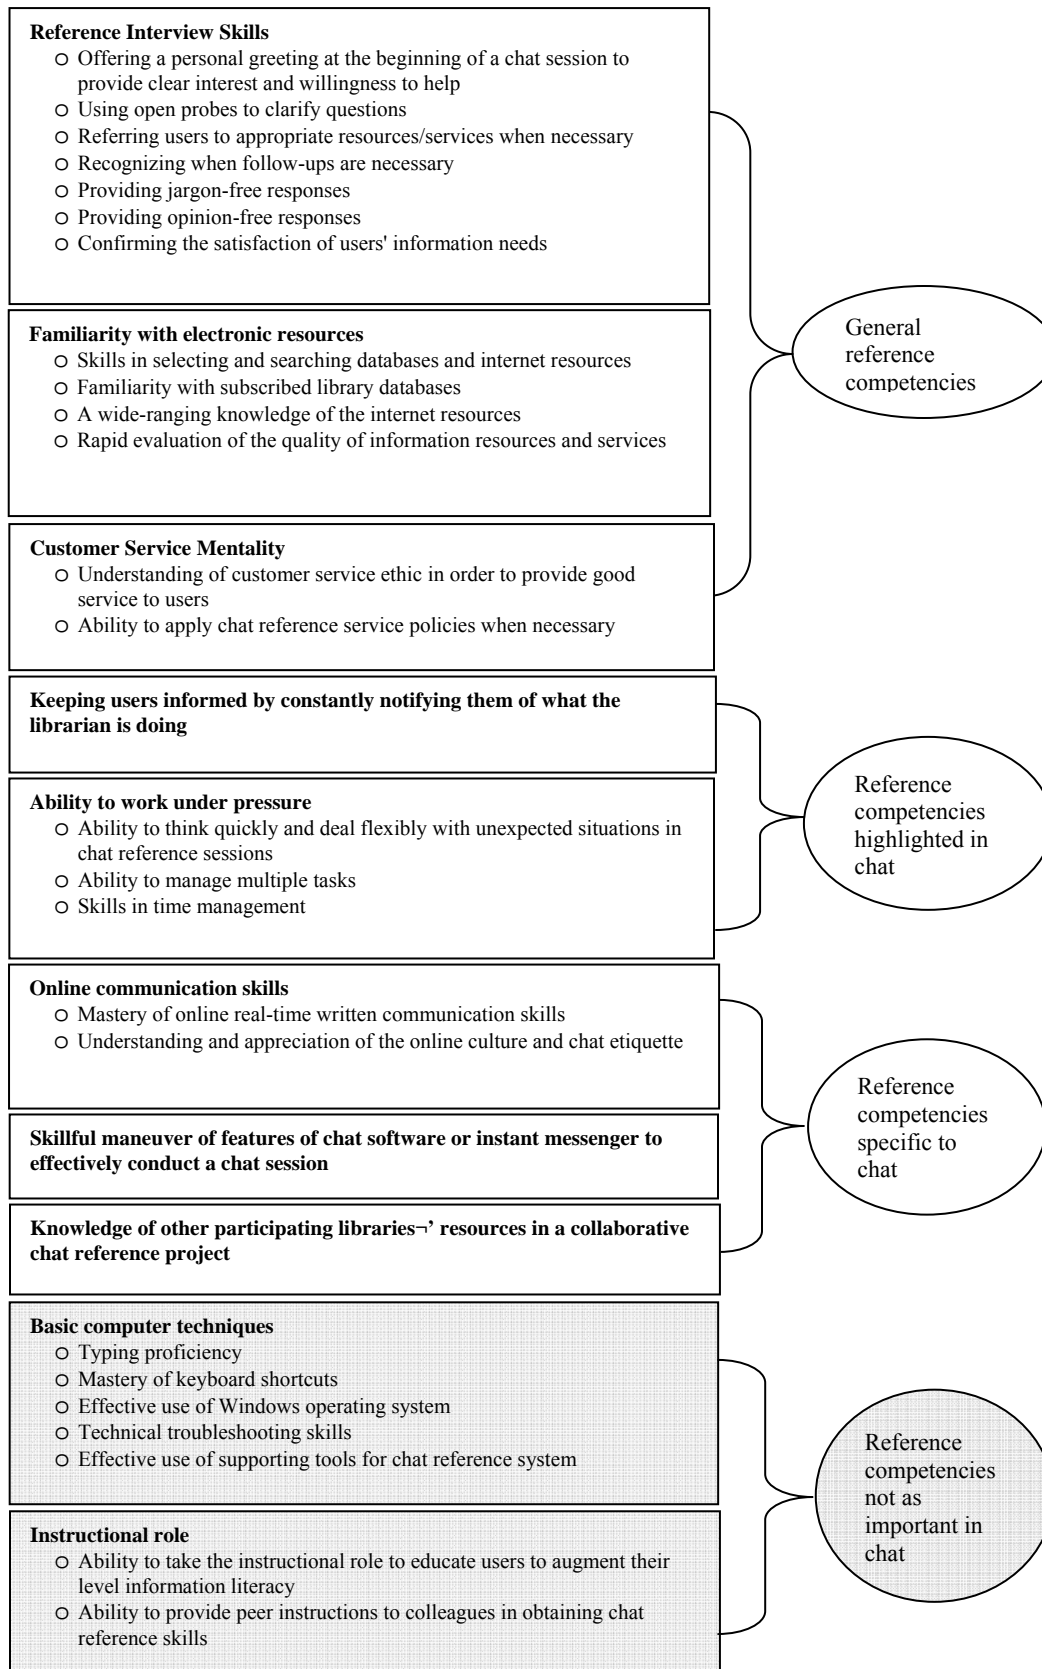 Reference Interview Skills
o Offering a personal greeting at the beginning of a chat session to
provide clear interest and willingness to help
o Using open probes to clarify questions
o Referring users to appropriate resources/services when necessary
o Recognizing when follow-ups are necessary
o Providing jargon-free responses
o Providing opinion-free responses
o Confirming the satisfaction of users' information needs
Familiarity with electronic resources
o Skills in selecting and searching databases and internet resources
o Familiarity with subscribed library databases
o A wide-ranging knowledge of the internet resources
o Rapid evaluation of the quality of information resources and services
Customer Service Mentality
o Understanding of customer service ethic in order to provide good
service to users
o Ability to apply chat reference service policies when necessary
General
reference
competencies
Keeping users informed by constantly notifying them of what the
librarian is doing
Ability to work under pressure
o Ability to think quickly and deal flexibly with unexpected situations in
chat reference sessions
o Ability to manage multiple tasks
o Skills in time management
Reference
competencies
highlighted in
chat
Online communication skills
o Mastery of online real-time written communication skills
o Understanding and appreciation of the online culture and chat etiquette
Skillful maneuver of features of chat software or instant messenger to
effectively conduct a chat session
Knowledge of other participating libraries¬’ resources in a collaborative
chat reference project
Reference
competencies
specific to
chat
Basic computer techniques
o Typing proficiency
o Mastery of keyboard shortcuts
o Effective use of Windows operating system
o Technical troubleshooting skills
o Effective use of supporting tools for chat reference system
Instructional role
o Ability to take the instructional role to educate users to augment their
level information literacy
o Ability to provide peer instructions to colleagues in obtaining chat
reference skills
Reference
competencies
not as
important in
chat